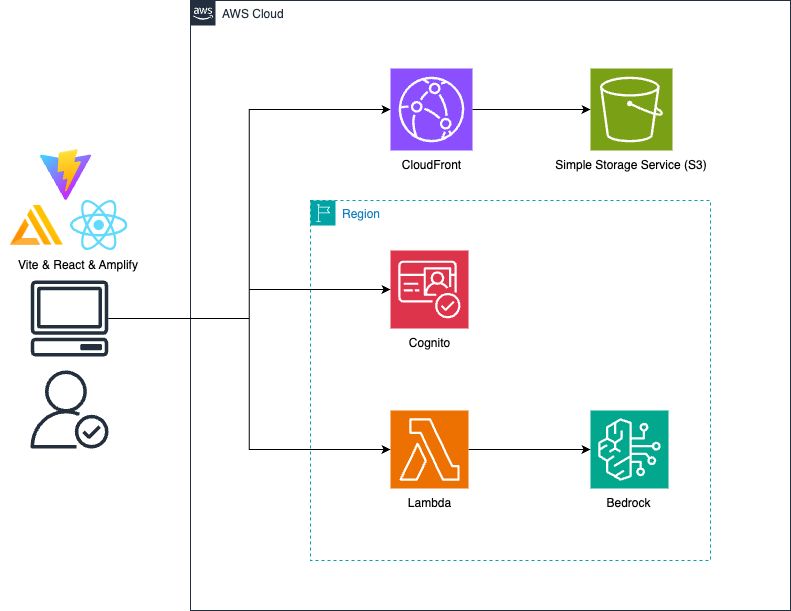 aws
AWS Cloud
CloudFront
Simple Storage Service (S3)
Region
Vite & React & Amplify
Cognito
Lambda
Bedrock